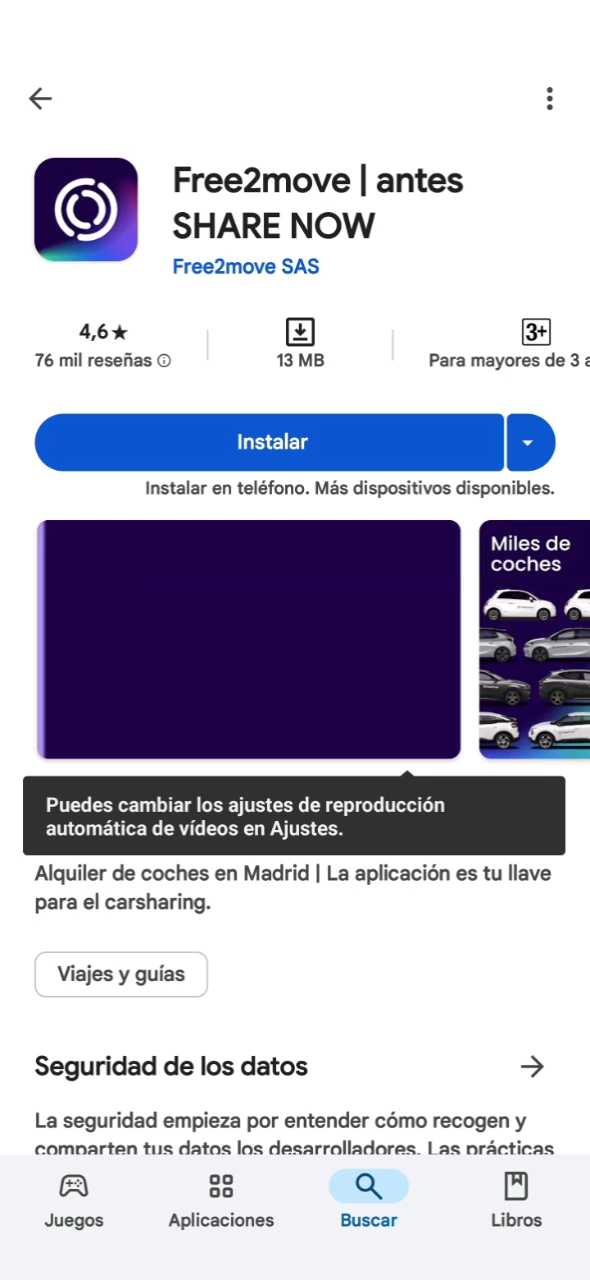 Free2move | antes
SHARE NOW
Free2move SAS
4,6★
76 mil reseñas
13 MB
3+
Para mayores de 3 a
Instalar
Instalar en teléfono. Más dispositivos disponibles.
Miles de
coches
Puedes cambiar los ajustes de reproducción
automática de vídeos en Ajustes.
Alquiler de coches en Madrid | La aplicación es tu llave
para el carsharing.
Viajes y guías
Seguridad de los datos
La seguridad empieza por entender cómo recogen y
comparten tus datos los desarrolladores. Las prácticas
Juegos
Aplicaciones
Buscar
Libros